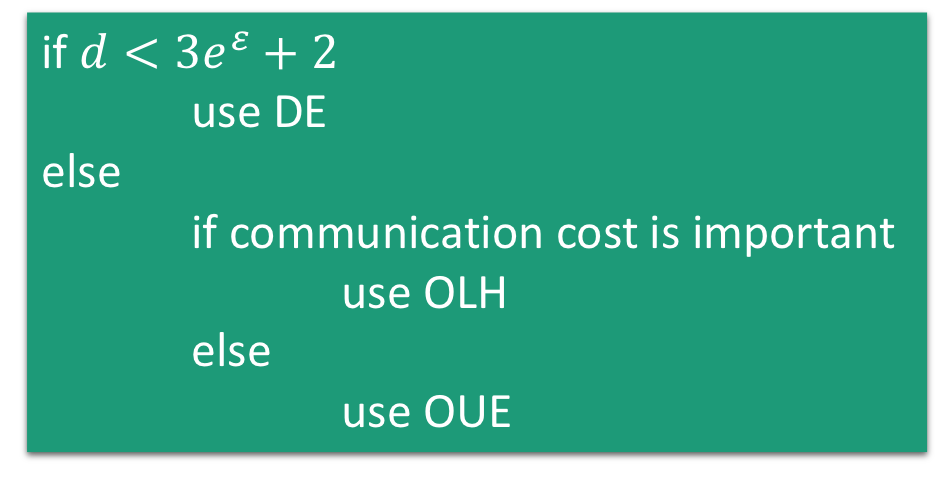 if 𝑑 < 3𝑒^𝜀 + 2
use DE
else
if communication cost is important
use OLH
else
use OUE